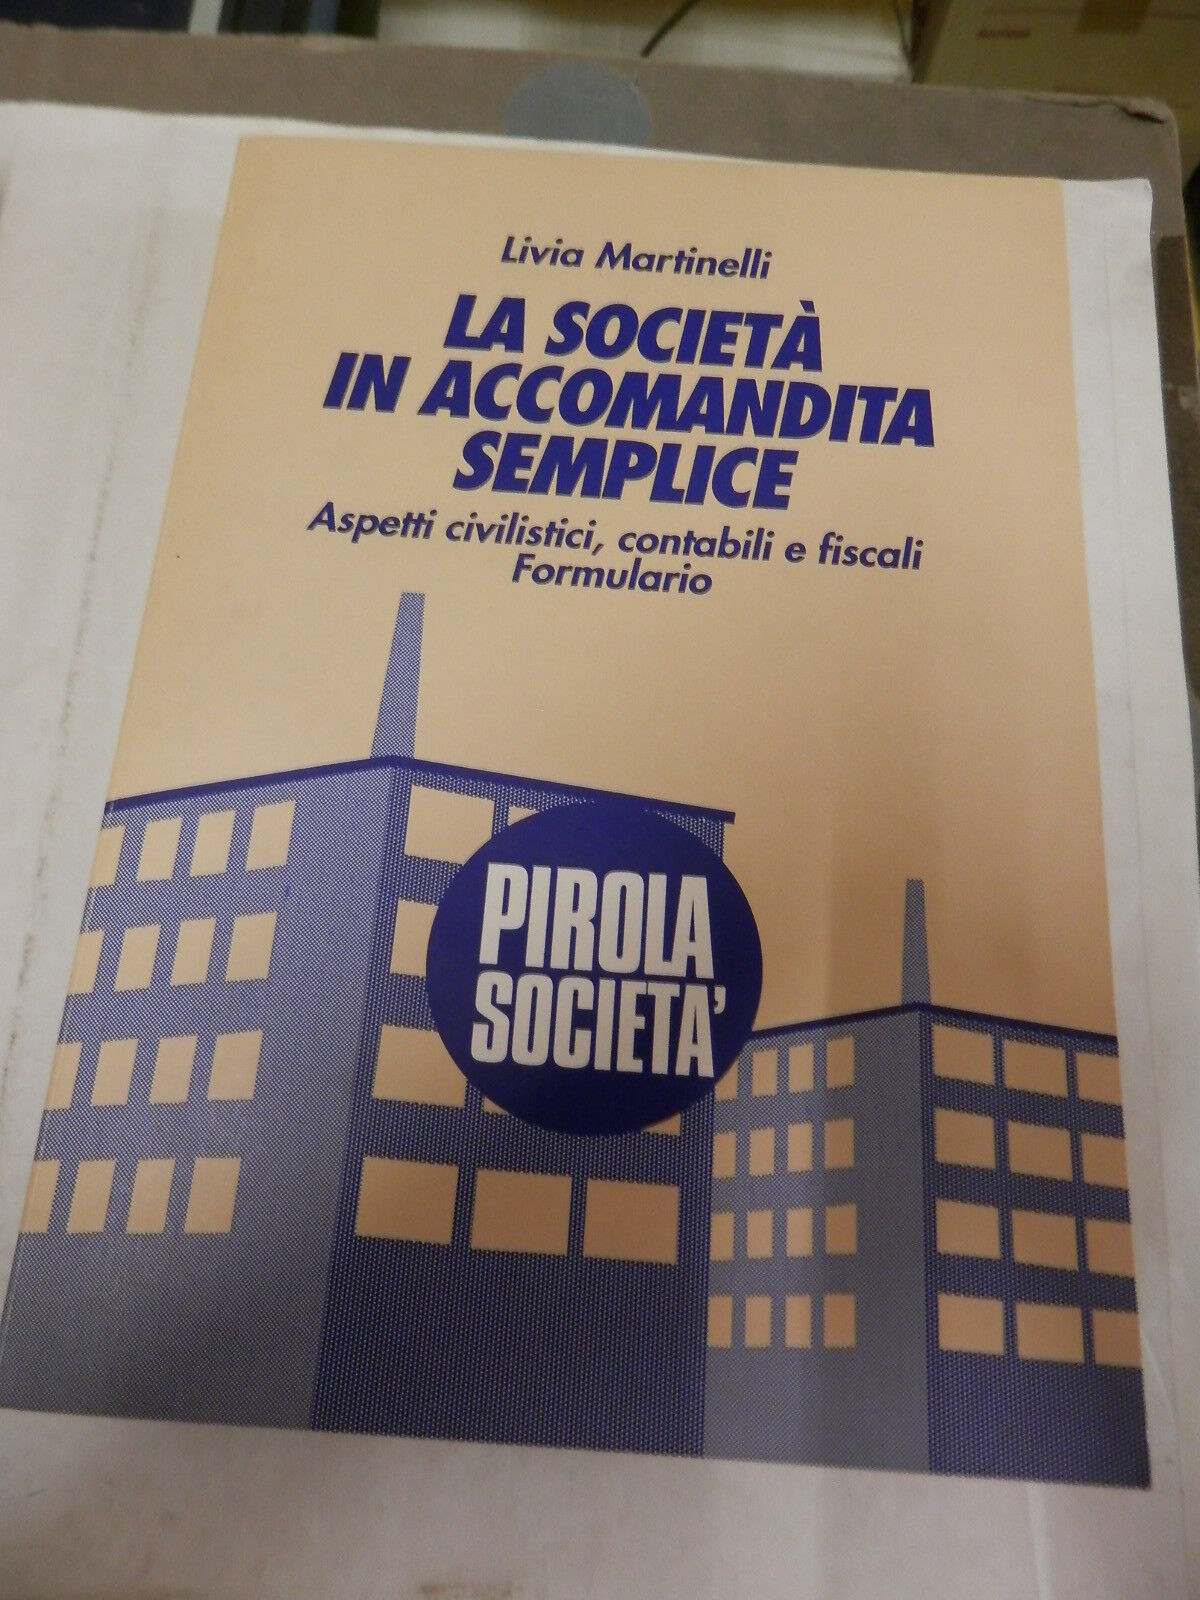 Livia Martinelli
LA SOCIETÀ
IN ACCOMANDITA
SEMPLICE
Aspetti civilistici, contabili e fiscali
Formulario
PIROLA
SOCIETA'